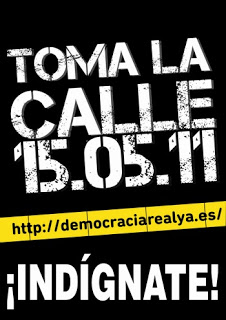 TOMA LA
CALLE
15.05.11
http://democraciarealya.es/
¡INDÍGNATE!